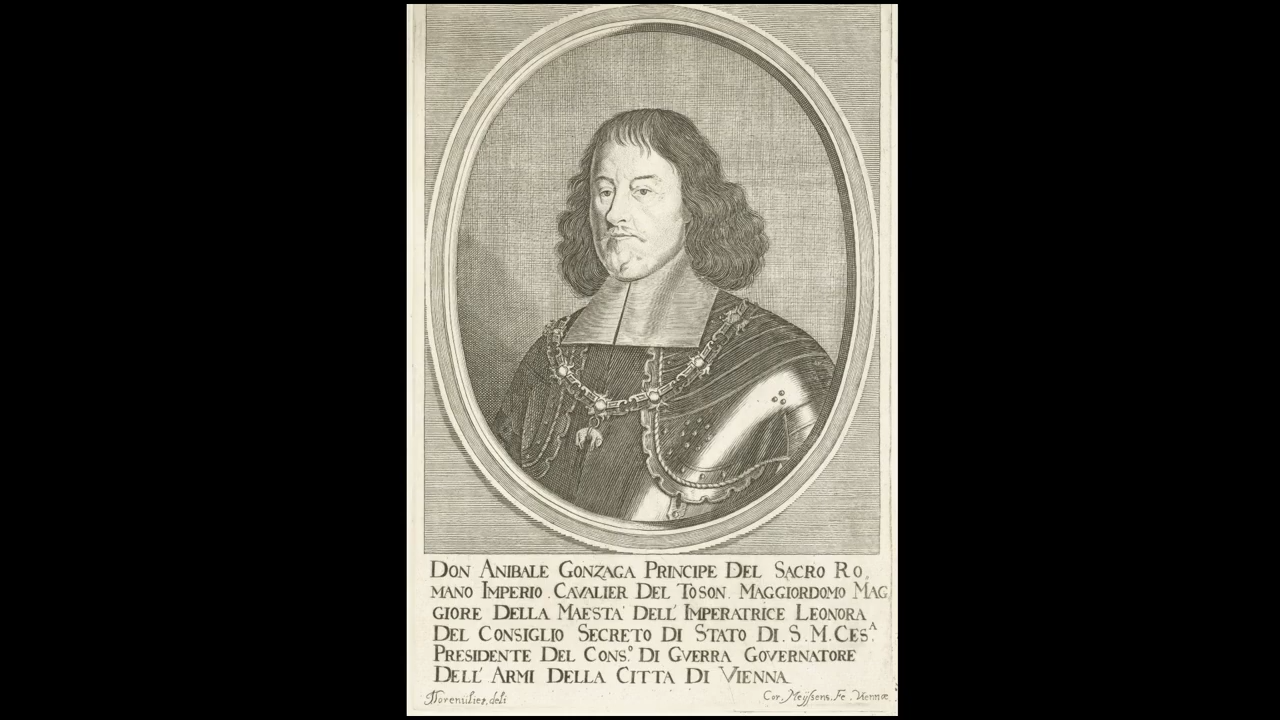 DON ANIBALE GONZAGA PRINCIPE DEL SACRO RO,
MANO IMPERIO . CAVALIER DEL TOSON. MAGGIORDOMO MAG
GIORE DELLA MAESTA' DELL' IMPERATRICE LEONORA
DEL CONSIGLIO SECRETO DI STATO DI . S . M. CES.ᴬ
PRESIDENTE DEL CONS.º DI GVERRA GOVERNATORE
DELL' ARMI DELLA CITTA DI VIENNA
deli
Cor. Meyssens. Fe. Viennæ